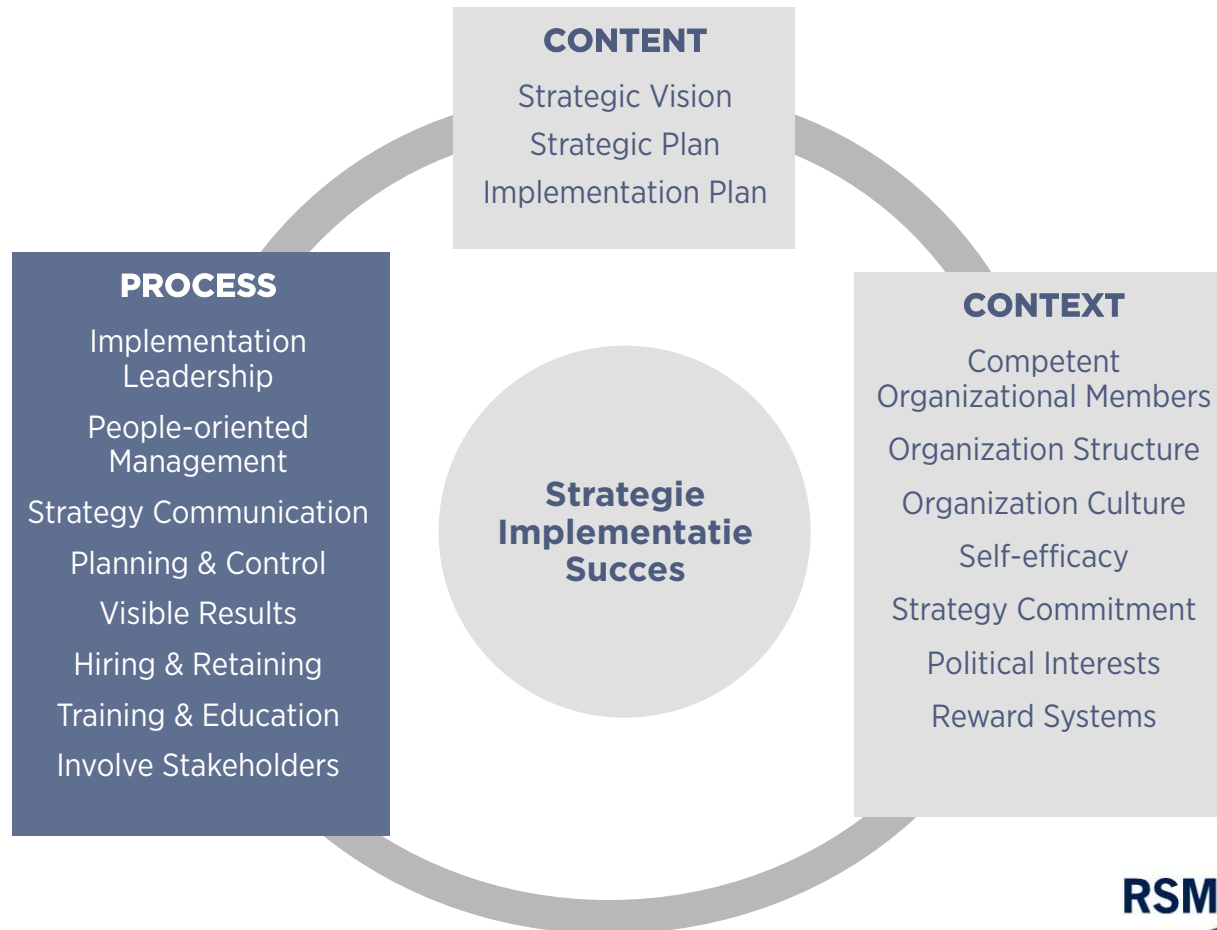 CONTENT
Strategic Vision
Strategic Plan
Implementation Plan
PROCESS
Implementation
Leadership
People-oriented
Management
Strategy Communication
Planning & Control
Visible Results
Hiring & Retaining
Training & Education
Involve Stakeholders
Strategie
Implementatie
Succes
CONTEXT
Competent
Organizational Members
Organization Structure
Organization Culture
Self-efficacy
Strategy Commitment
Political Interests
Reward Systems
RSM